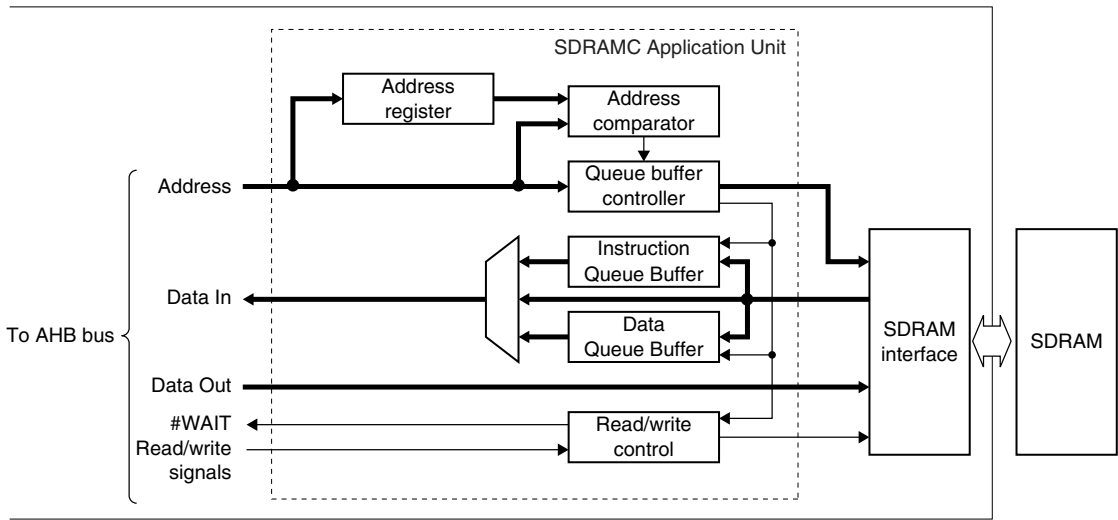 SDRAMC Application Unit
Address
register
Address
comparator
Address
Queue buffer
controller
Instruction
Queue Buffer
Data In
To AHB bus
Data
Queue Buffer
SDRAM
interface
SDRAM
Data Out
#WAIT
Read/write
signals
Read/write
control